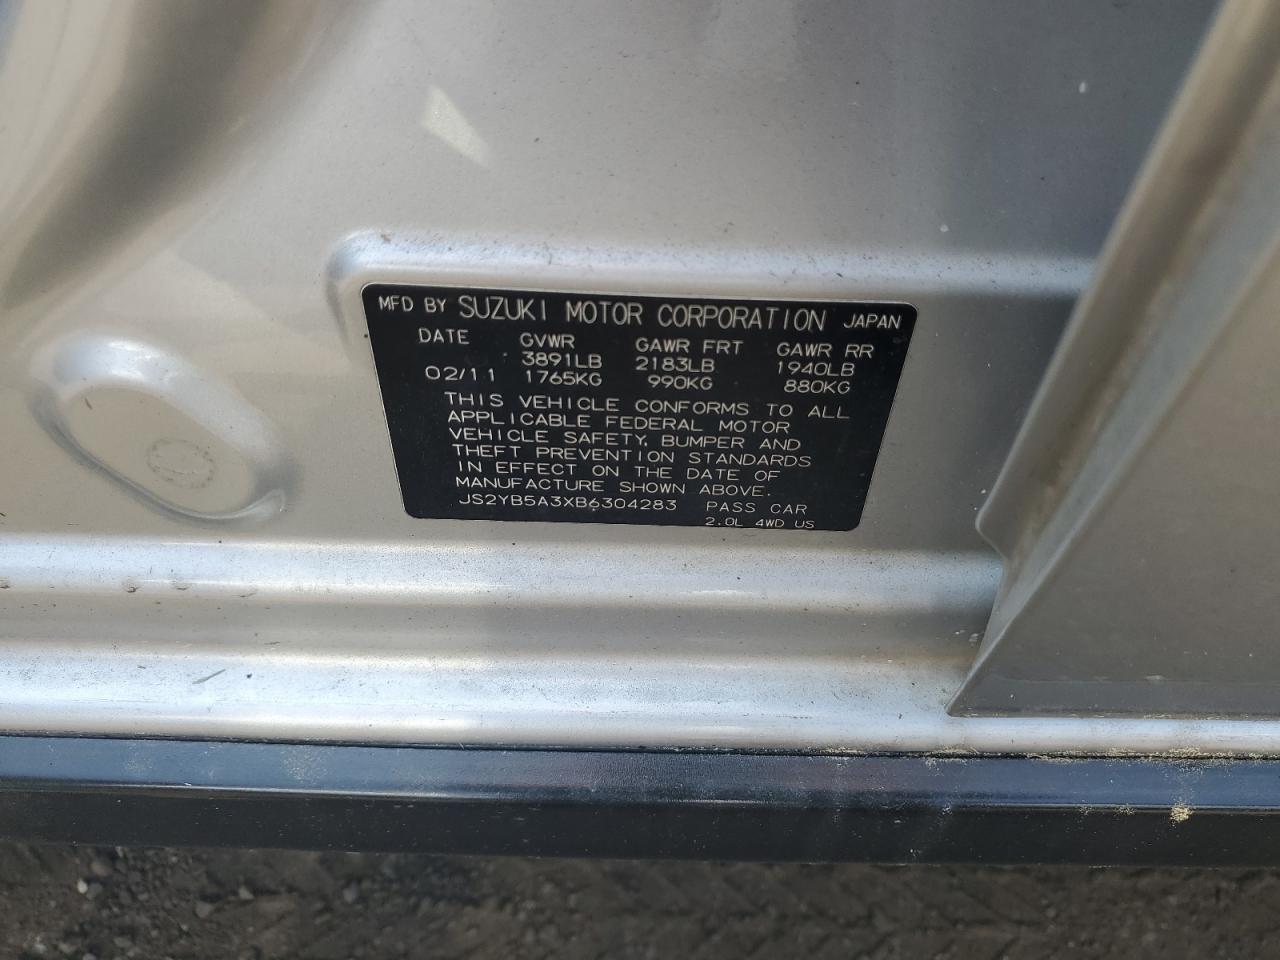 MFD BY SUZUKI MOTOR CORPORATION JAPAN
DATE GVWR GAWR FRT GAWR RR
3891LB 2183LB 1940LB
02/11 1765KG 990KG 880KG
THIS VEHICLE CONFORMS TO ALL
APPLICABLE FEDERAL MOTOR
VEHICLE SAFETY, BUMPER AND
THEFT PREVENTION STANDARDS
IN EFFECT ON THE DATE OF
MANUFACTURE SHOWN ABOVE.
JS2YB5A3XB6304283 PASS CAR
2.0L 4WD US